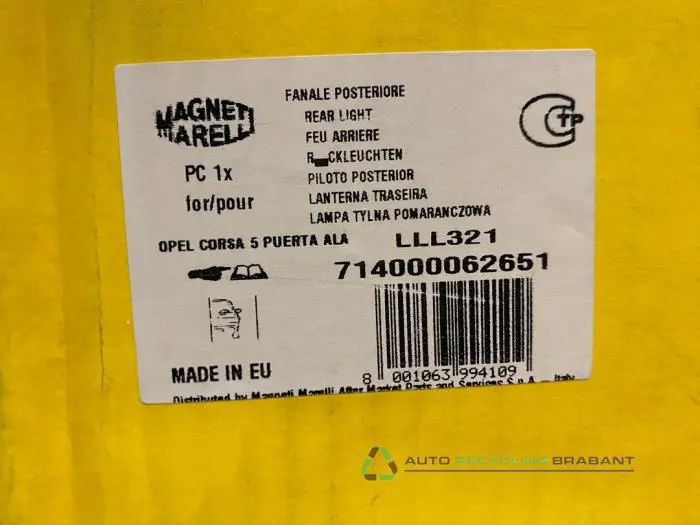 MAGNETI
MARELLI
FANALE POSTERIORE
REAR LIGHT
FEU ARRIERE
R_CKLEUCHTEN
PILOTO POSTERIOR
LANTERNA TRASEIRA
LAMPA TYLNA POMARANCZOWA
PC 1x
for/pour
CTP
OPEL CORSA 5 PUERTA ALA
LLL321
714000062651
8 001063 994109
MADE IN EU
Distributed by Magneti Marelli After Market Parts and Services S.p.A. - Italy
AUTO RECYCLING BRABANT